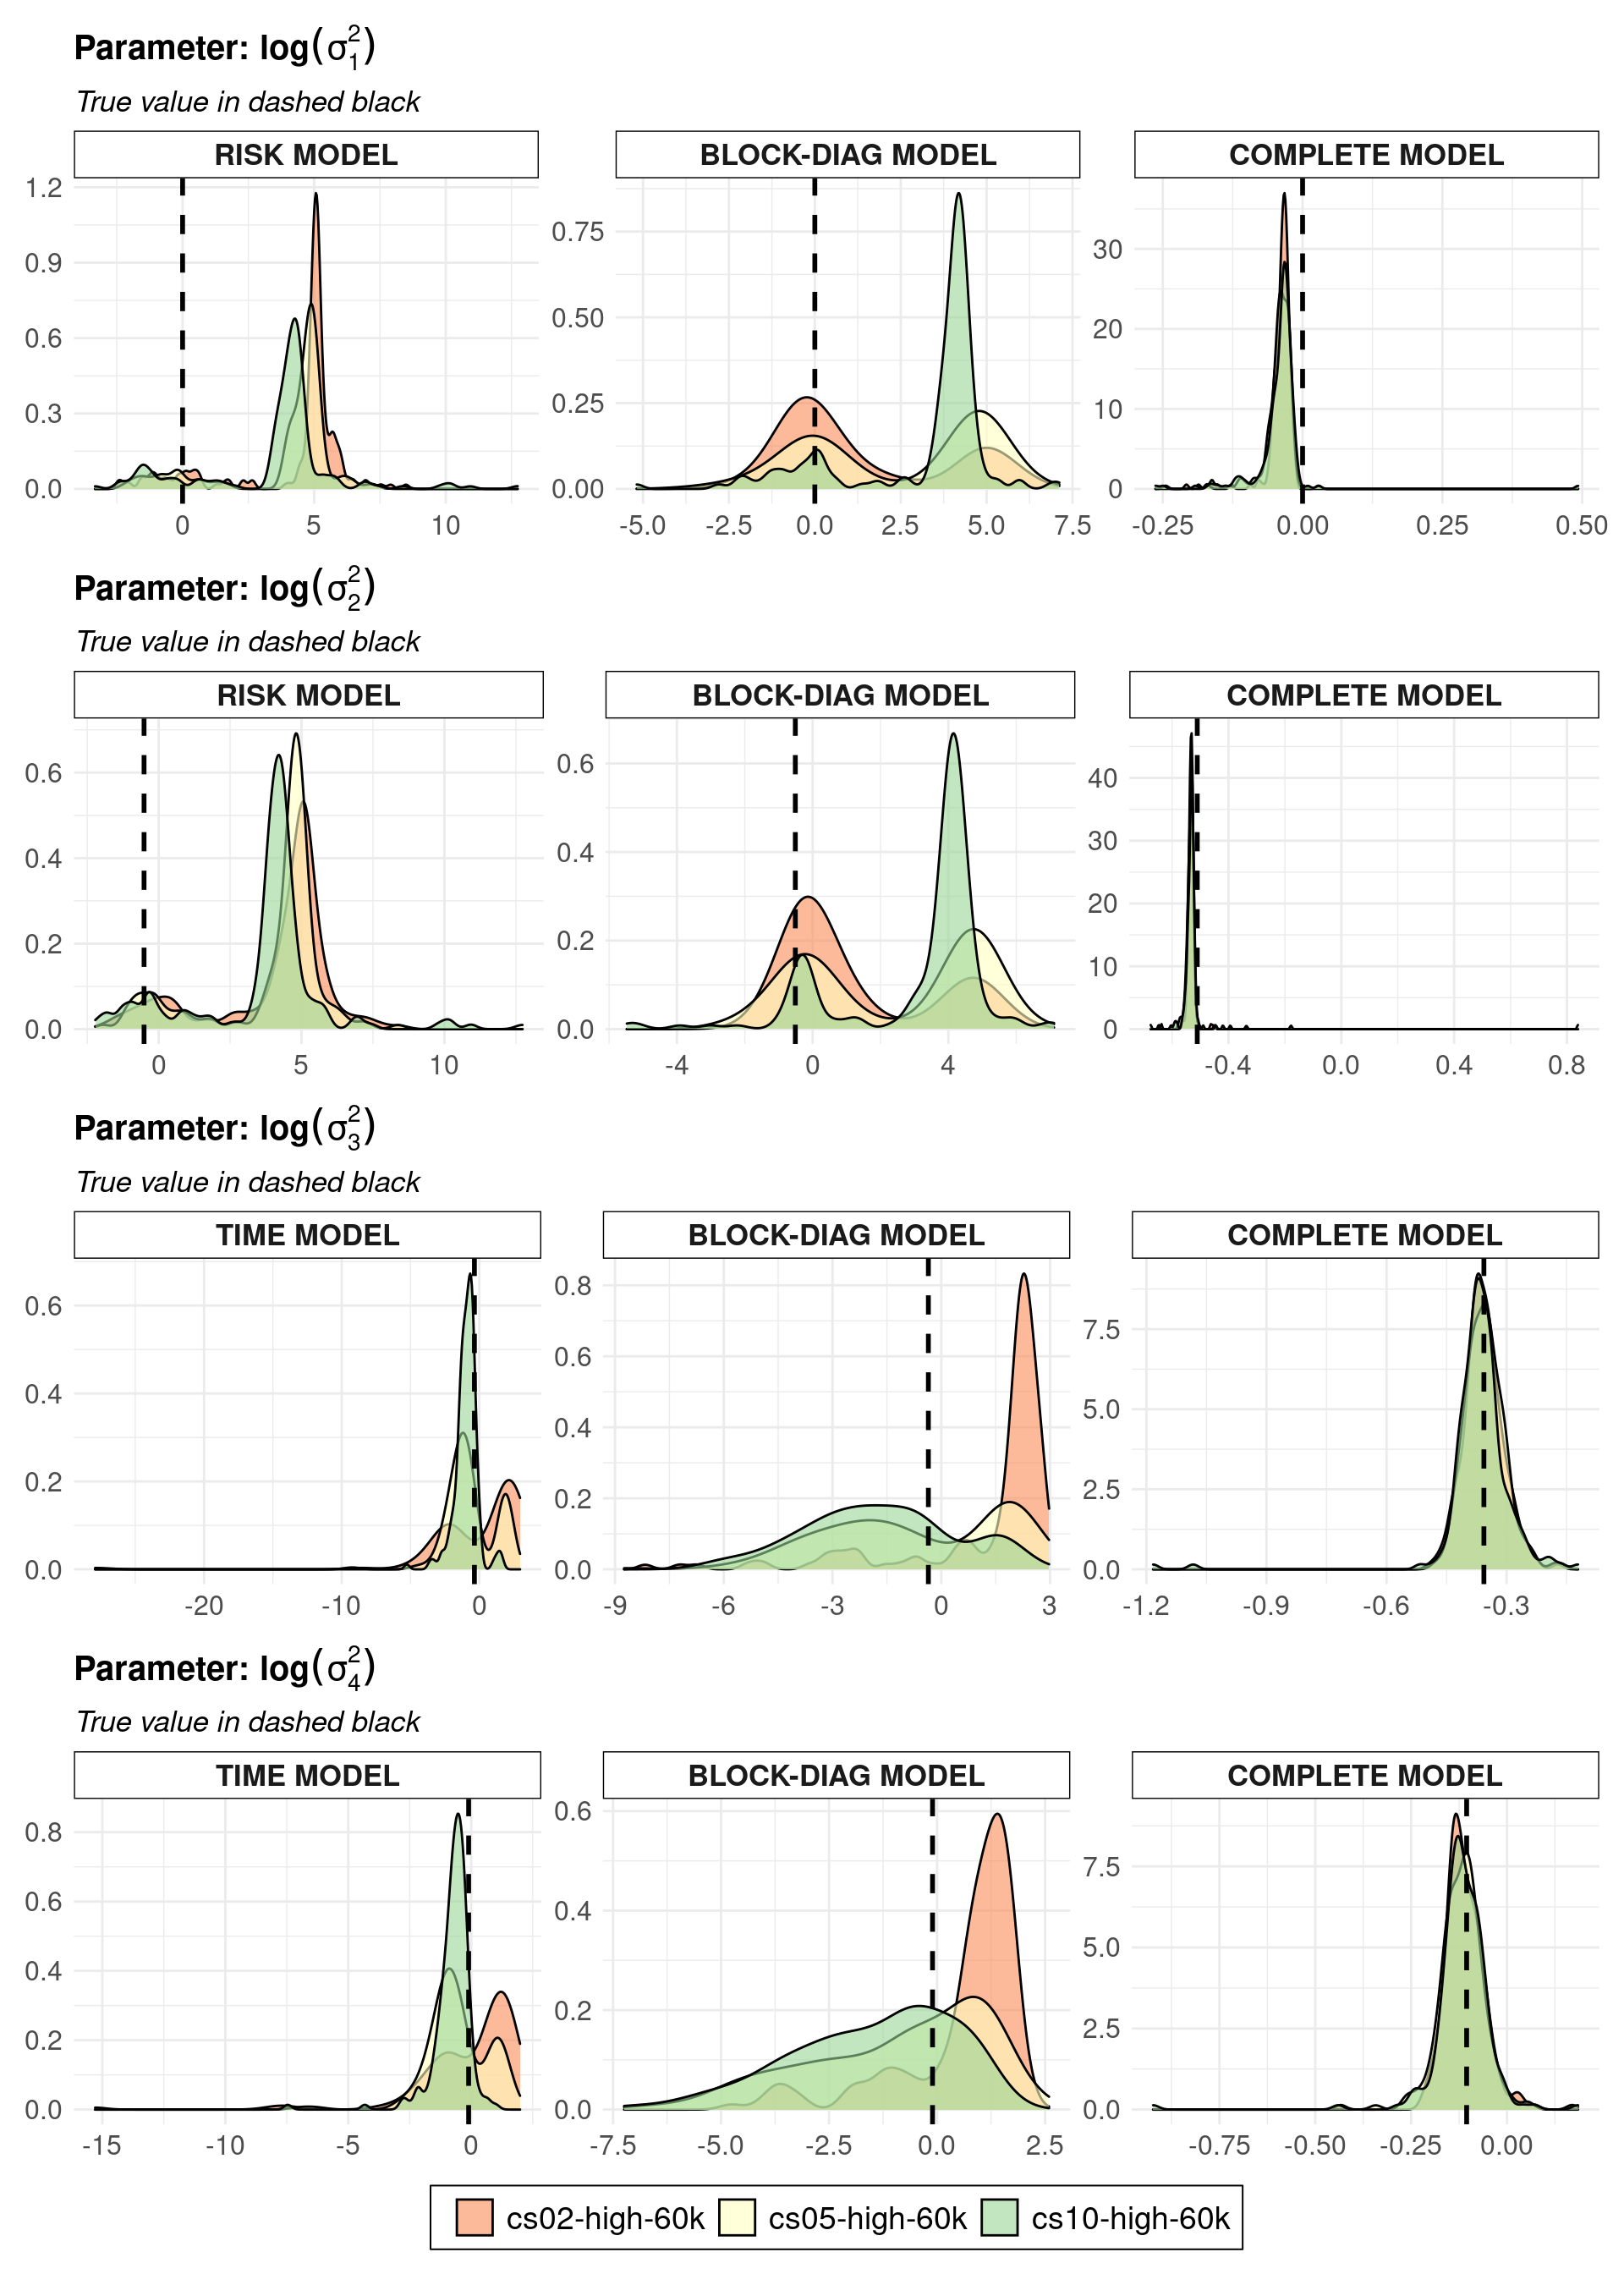 Parameter: log(σ₁²)
True value in dashed black
RISK MODEL BLOCK-DIAG MODEL COMPLETE MODEL
1.2 0.9 0.6 0.3 0.0
0.75 0.50 0.25 0.00
30 20 10 0
0 5 10 -5.0 -2.5 0.0 2.5 5.0 7.5 -0.25 0.00 0.25 0.50
Parameter: log(σ₂²)
True value in dashed black
RISK MODEL BLOCK-DIAG MODEL COMPLETE MODEL
0.6 0.4 0.2 0.0
0.6 0.4 0.2 0.0
40 30 20 10 0
0 5 10 -4 0 4 -0.4 0.0 0.4 0.8
Parameter: log(σ₃²)
True value in dashed black
TIME MODEL BLOCK-DIAG MODEL COMPLETE MODEL
0.6 0.4 0.2 0.0
0.8 0.6 0.4 0.2 0.0
7.5 5.0 2.5 0.0
-20 -10 0 -9 -6 -3 0 3 -1.2 -0.9 -0.6 -0.3
Parameter: log(σ₄²)
True value in dashed black
TIME MODEL BLOCK-DIAG MODEL COMPLETE MODEL
0.8 0.6 0.4 0.2 0.0
0.6 0.4 0.2 0.0
7.5 5.0 2.5 0.0
-15 -10 -5 0 -7.5 -5.0 -2.5 0.0 2.5 -0.75 -0.50 -0.25 0.00
cs02-high-60k cs05-high-60k cs10-high-60k